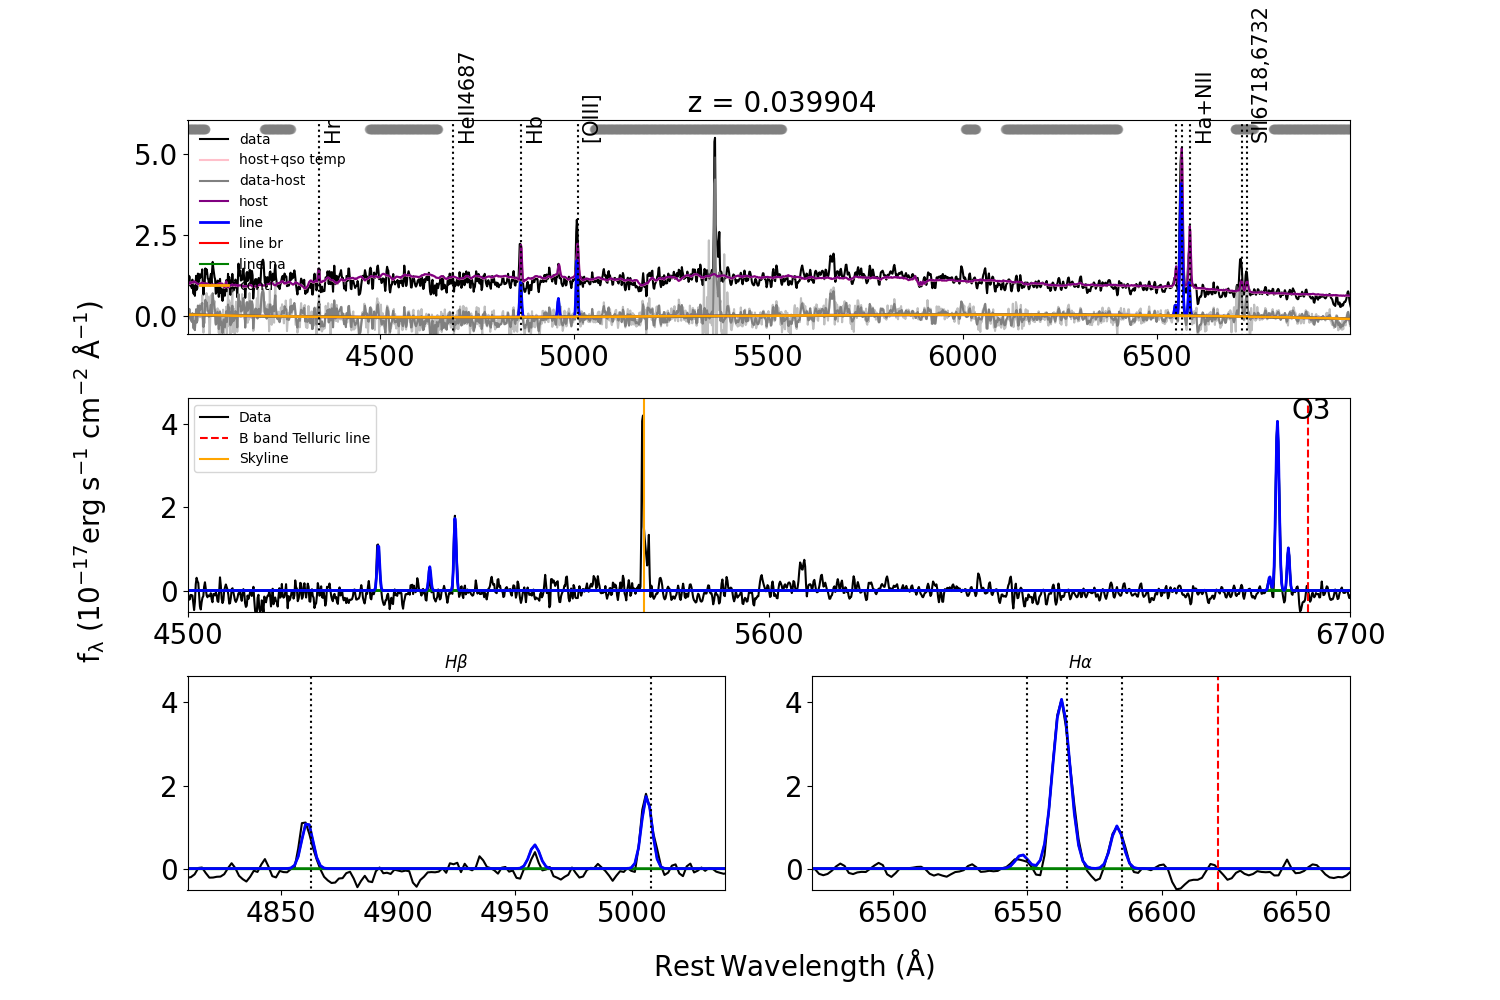 z = 0.039904
Hr
HeII4687
Hb
[OIII]
Ha+NII
SII6718,6732
data
host+qso temp
data-host
host
line
line br
line na
5.0
2.5
0.0
4500 5000 5500 6000 6500
fλ (10⁻¹⁷erg s⁻¹ cm⁻² Å⁻¹)
Data
B band Telluric line
Skyline
O3
4
2
0
4500 5600 6700
Hβ
4
2
0
4850 4900 4950 5000
Hα
4
2
0
6500 6550 6600 6650
Rest Wavelength (Å)